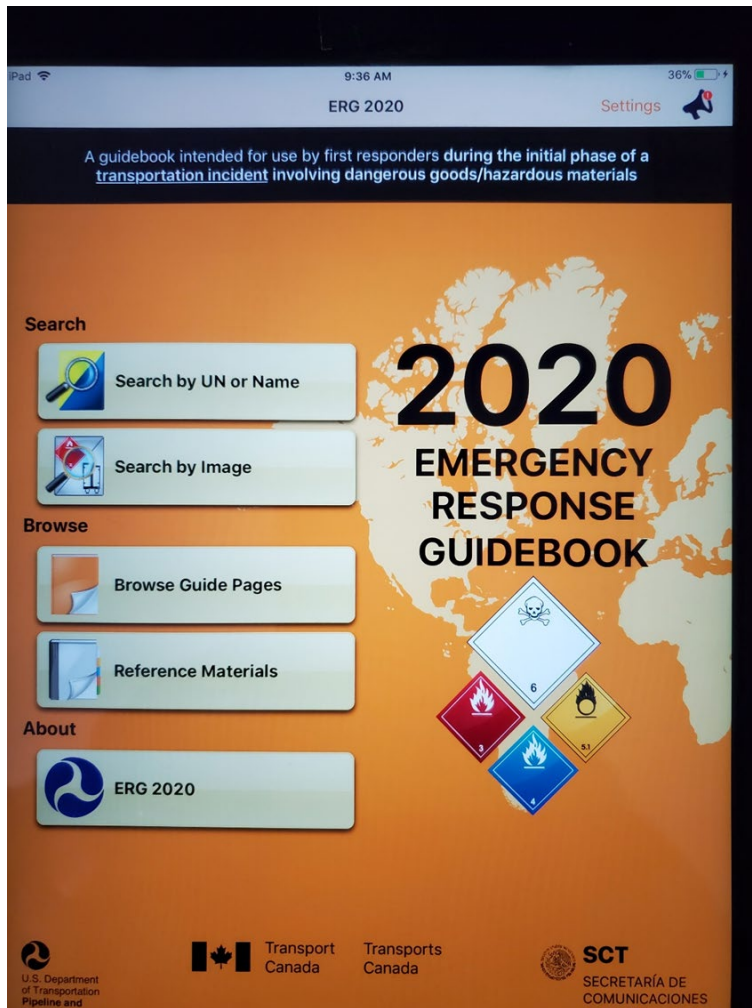 iPad
9:36 AM
36%
ERG 2020
Settings
A guidebook intended for use by first responders during the initial phase of a
transportation incident involving dangerous goods/hazardous materials
Search
Search by UN or Name
Search by Image
Browse
Browse Guide Pages
Reference Materials
About
ERG 2020
2020
EMERGENCY
RESPONSE
GUIDEBOOK
6
3
5.1
4
U.S. Department
of Transportation
Pipeline and
Transport
Canada
Transports
Canada
SCT
SECRETARÍA DE
COMUNICACIONES